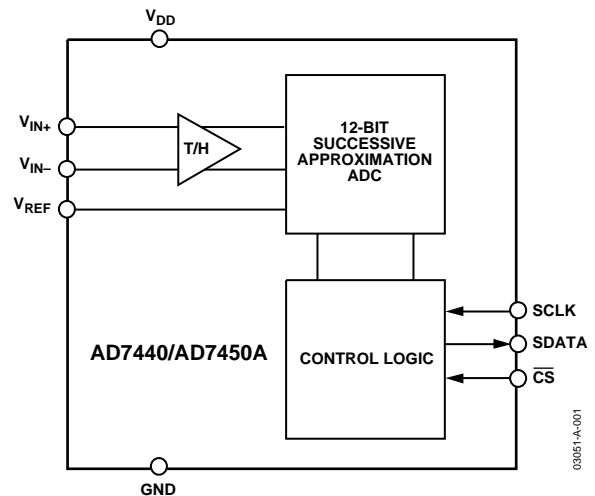 VDD
VIN+
T/H
12-BIT
SUCCESSIVE
APPROXIMATION
ADC
VIN–
VREF
SCLK
AD7440/AD7450A
CONTROL LOGIC
SDATA
CS
GND
03051-A-001